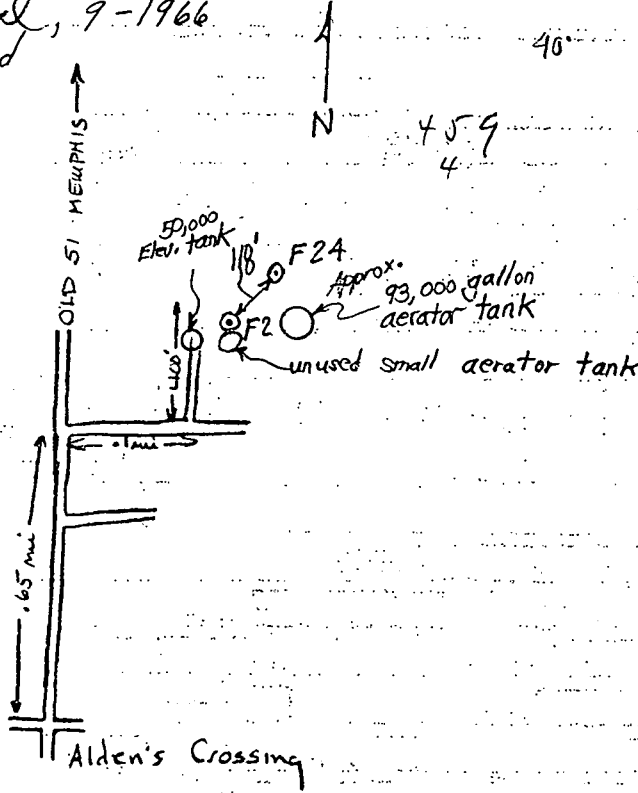 , 9-1966
40°
N
459
4
OLD 51 MEMPHIS
50,000
Elev. tank
118'
F24
Approx.
93,000 gallon
aerator tank
F2
unused small aerator tank
400'
.1 mi
.65 mi
Alden's Crossing